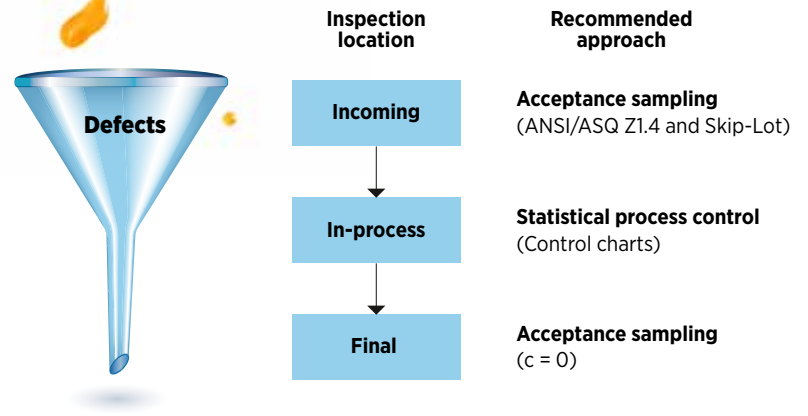 Inspection
location
Recommended
approach
Defects
Incoming
Acceptance sampling
(ANSI/ASQ Z1.4 and Skip-Lot)
In-process
Statistical process control
(Control charts)
Final
Acceptance sampling
(c = 0)